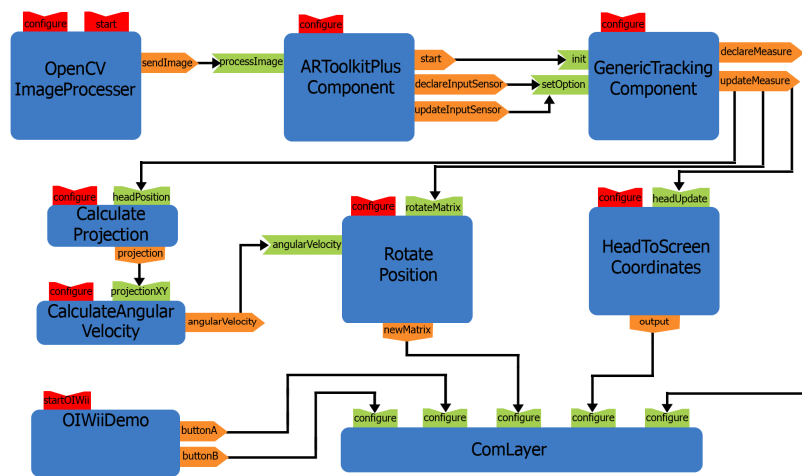 configure
start
OpenCV
ImageProcesser
sendImage
processImage
configure
ARToolkitPlus
Component
start
declareInputSensor
updateInputSensor
init
setOption
configure
GenericTracking
Component
declareMeasure
updateMeasure
configure
headPosition
Calculate
Projection
projection
configure
projectionXY
CalculateAngular
Velocity
angularVelocity
angularVelocity
configure
rotateMatrix
Rotate
Position
newMatrix
configure
headUpdate
HeadToScreen
Coordinates
output
startOIWii
OIWiiDemo
buttonA
buttonB
configure
configure
configure
configure
configure
ComLayer